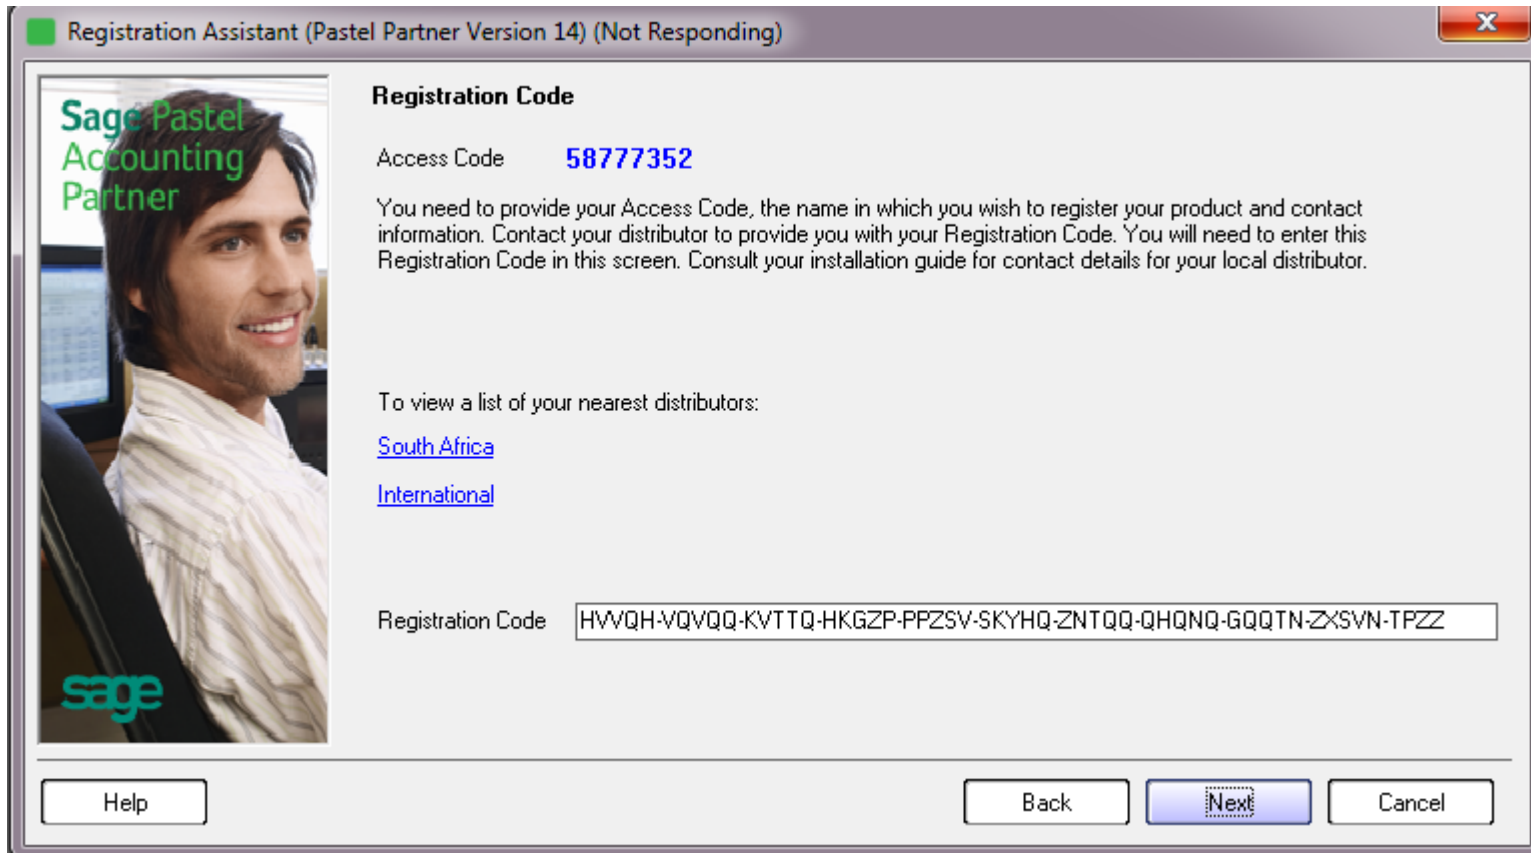 Registration Assistant (Pastel Partner Version 14) (Not Responding)
Sage Pastel
Accounting
Partner
Registration Code
Access Code 58777352
You need to provide your Access Code, the name in which you wish to register your product and contact
information. Contact your distributor to provide you with your Registration Code. You will need to enter this
Registration Code in this screen. Consult your installation guide for contact details for your local distributor.
To view a list of your nearest distributors:
South Africa
International
Registration Code HVVQH-VQVQQ-KVTTQ-HKGZP-PPZSV-SKYHQ-ZNTQQ-QHQNQ-GQQTN-ZXSVN-TPZZ
sage
Help Back Next Cancel